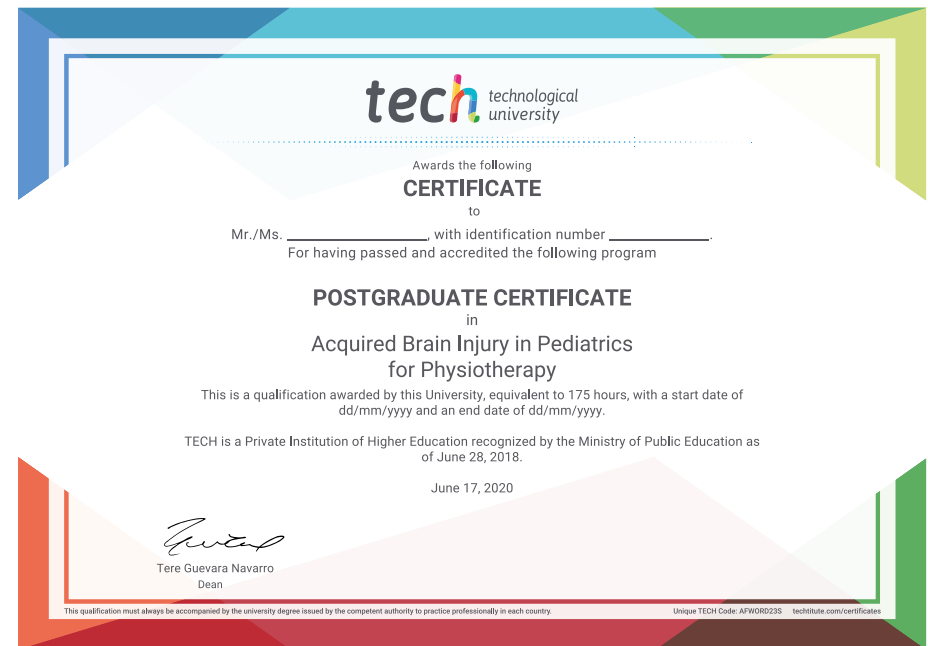 tech technological
university
Awards the following
CERTIFICATE
to
Mr./Ms. ____________________, with identification number ______________.
For having passed and accredited the following program
POSTGRADUATE CERTIFICATE
in
Acquired Brain Injury in Pediatrics
for Physiotherapy
This is a qualification awarded by this University, equivalent to 175 hours, with a start date of
dd/mm/yyyy and an end date of dd/mm/yyyy.
TECH is a Private Institution of Higher Education recognized by the Ministry of Public Education as
of June 28, 2018.
June 17, 2020
Tere Guevara Navarro
Dean
This qualification must always be accompanied by the university degree issued by the competent authority to practice professionally in each country.
Unique TECH Code: AFWORD23S techtitute.com/certificates